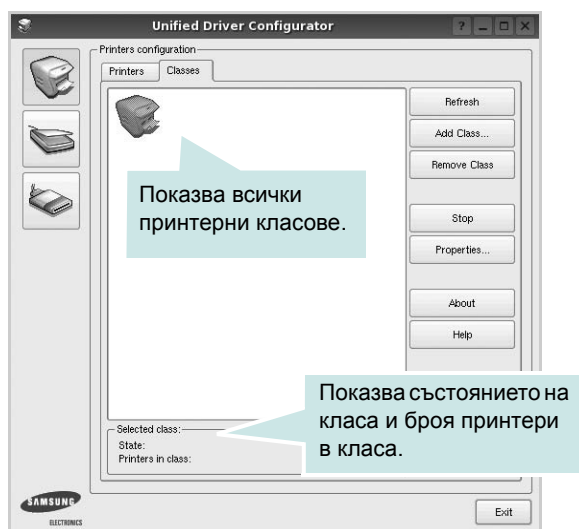 Unified Driver Configurator
Printers configuration
Printers
Classes
Refresh
Add Class...
Remove Class
Показва всички
принтерни класове.
Stop
Properties...
About
Help
Показва състоянието на
класа и броя принтери
в класа.
Selected class:
State:
Printers in class:
SAMSUNG
ELECTRONICS
Exit